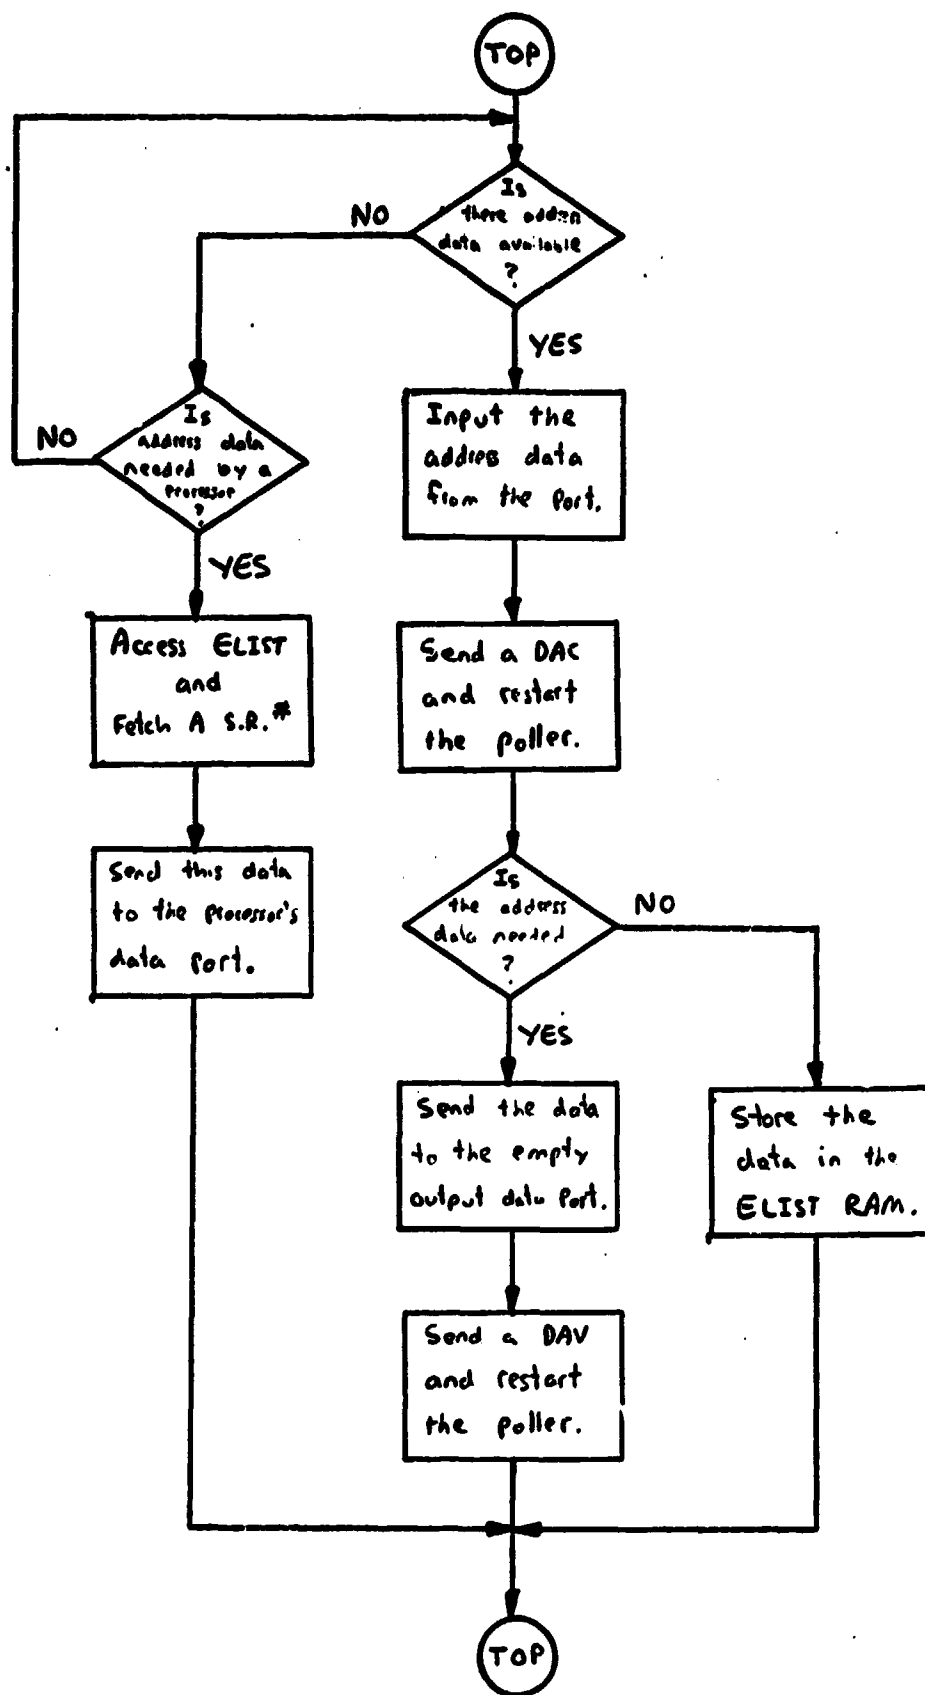 TOP
Is
there addres
data available
?
NO
YES
Is
address data
needed by a
processor
?
NO
YES
Input the
addres data
from the port.
Access ELIST
and
Fetch A S.R.#
Send a DAC
and restart
the poller.
Send this data
to the processor's
data port.
Is
the address
data needed
?
NO
YES
Send the data
to the empty
output data port.
Store the
data in the
ELIST RAM.
Send a DAV
and restart
the poller.
TOP